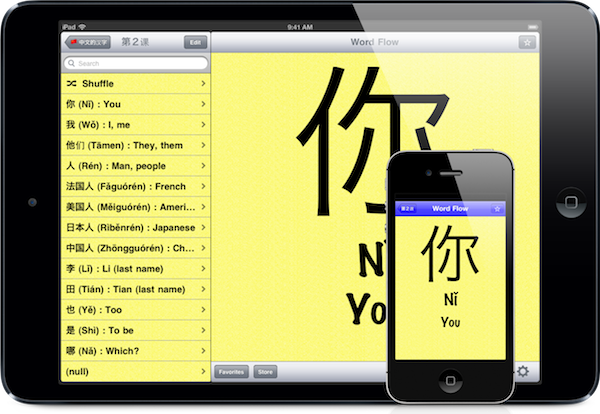 iPad
9:41 AM
中文的汉字
第2课
Edit
Word Flow
Search
Shuffle
你 (Nǐ) : You
我 (Wǒ) : I, me
他们 (Tāmen) : They, them
人 (Rén) : Man, people
法国人 (Fǎguórén) : French
美国人 (Měiguórén) : Ameri...
日本人 (Rìběnrén) : Japanese
中国人 (Zhōngguórén) : Ch...
李 (Lǐ) : Li (last name)
田 (Tián) : Tian (last name)
也 (Yě) : Too
是 (Shì) : To be
哪 (Nǎ) : Which?
(null)
你
Favorites
Store
第2课
Word Flow
你
Nǐ
You